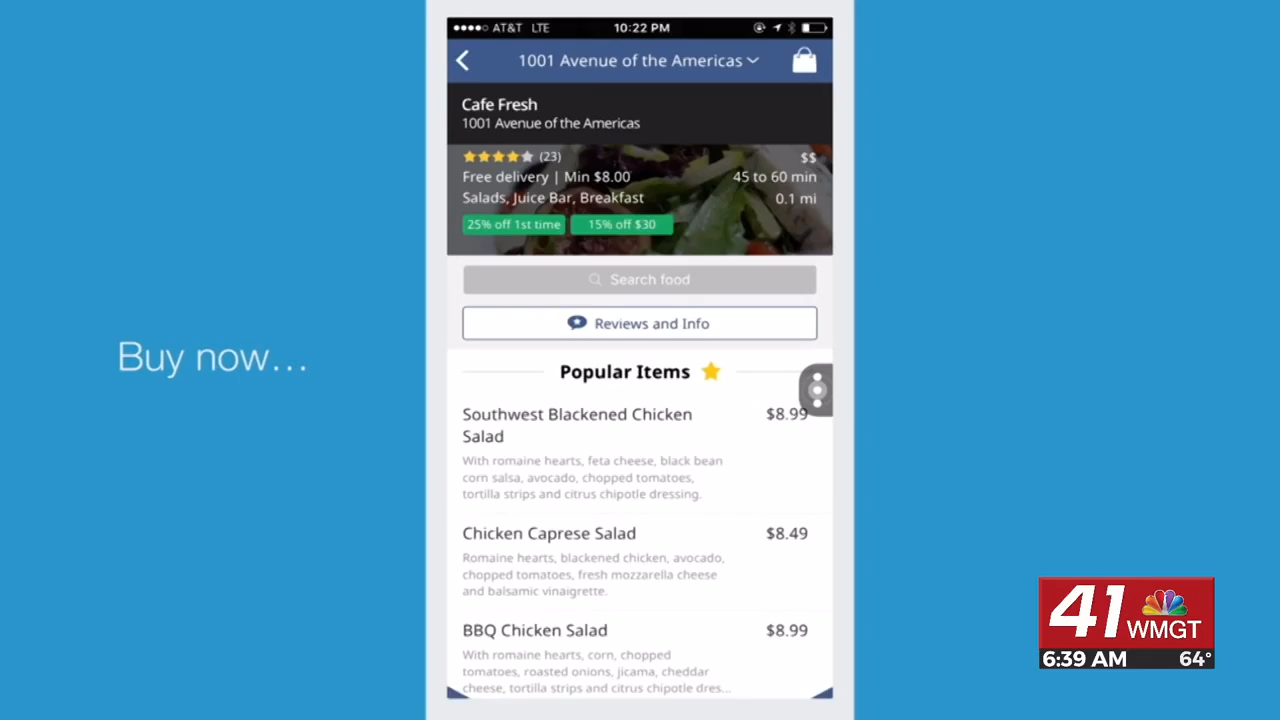 AT&T LTE 10:22 PM
1001 Avenue of the Americas
Cafe Fresh
1001 Avenue of the Americas
(23) $$
Free delivery | Min $8.00 45 to 60 min
Salads, Juice Bar, Breakfast 0.1 mi
25% off 1st time 15% off $30
Search food
Reviews and Info
Buy now...
Popular Items
Southwest Blackened Chicken $8.99
Salad
With romaine hearts, feta cheese, black bean
corn salsa, avocado, chopped tomatoes,
tortilla strips and citrus chipotle dressing.
Chicken Caprese Salad $8.49
Romaine hearts, blackened chicken, avocado,
chopped tomatoes, fresh mozzarella cheese
and balsamic vinaigrette.
BBQ Chicken Salad $8.99
With romaine hearts, corn, chopped
tomatoes, roasted onions, jicama, cheddar
cheese, tortilla strips and citrus chipotle dres...
41
WMGT
6:39 AM 64°